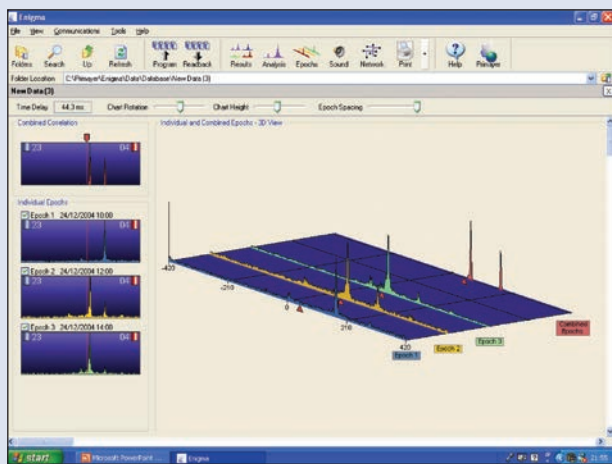 Enigma
File View Communications Tools Help
Folders Search Up Refresh Program Readback Results Analysis Epochs Sound Network Print Help Primayer
Folder Location C:\Primayer\Enigma\Data\Database\New Data (3)
New Data (3)
Time Delay 44.3 ms Chart Rotation Chart Height Epoch Spacing
Combined Correlation
23 04
Individual Epochs
Epoch 1 24/12/2004 10:00
23 04
Epoch 2 24/12/2004 12:00
23 04
Epoch 3 24/12/2004 14:00
23 04
Individual and Combined Epochs - 3D View
-420
-210
0
210
420
Epoch 1
Epoch 2
Epoch 3
Combined
Epochs
start Microsoft PowerPoint ... Enigma 21:55